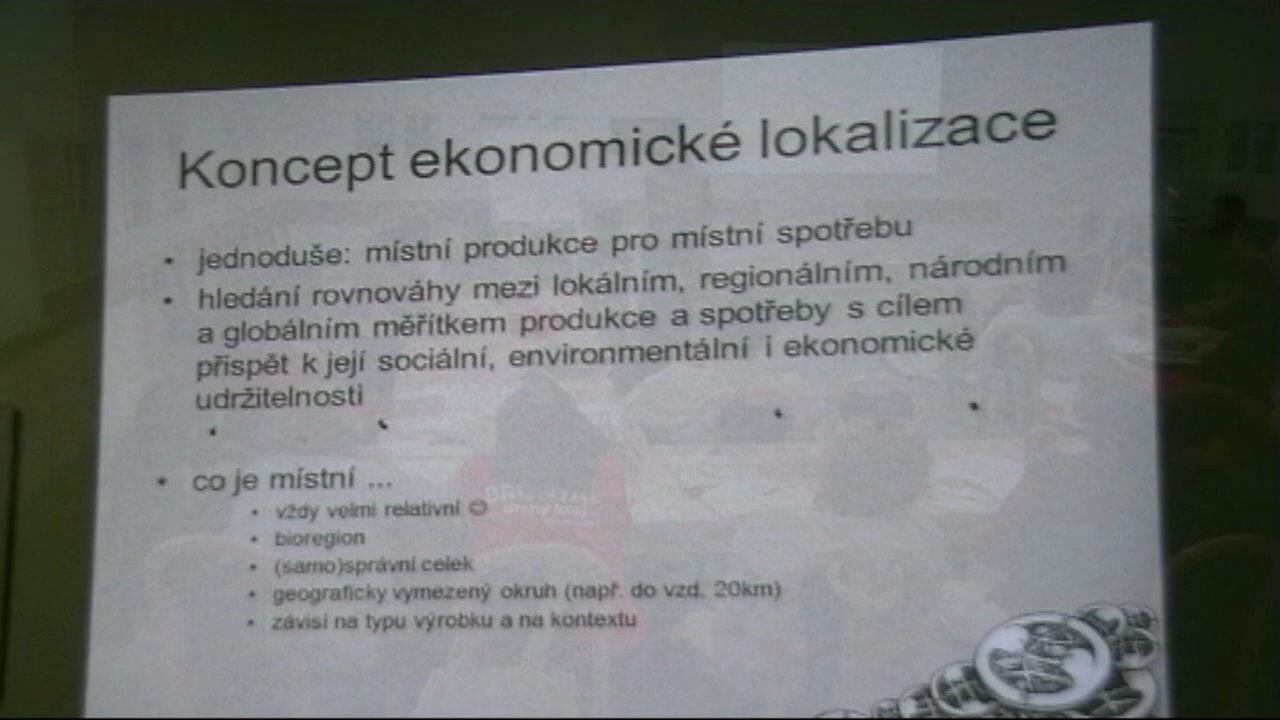 Koncept ekonomické lokalizace
• jednoduše: místní produkce pro místní spotřebu
• hledání rovnováhy mezi lokálním, regionálním, národním
a globálním měřítkem produkce a spotřeby s cílem
přispět k její sociální, environmentální i ekonomické
udržitelnosti
• co je místní ...
• vždy velmi relativní 😊
• bioregion
• (samo)správní celek
• geograficky vymezený okruh (např. do vzd. 20km)
• závisí na typu výrobku a na kontextu